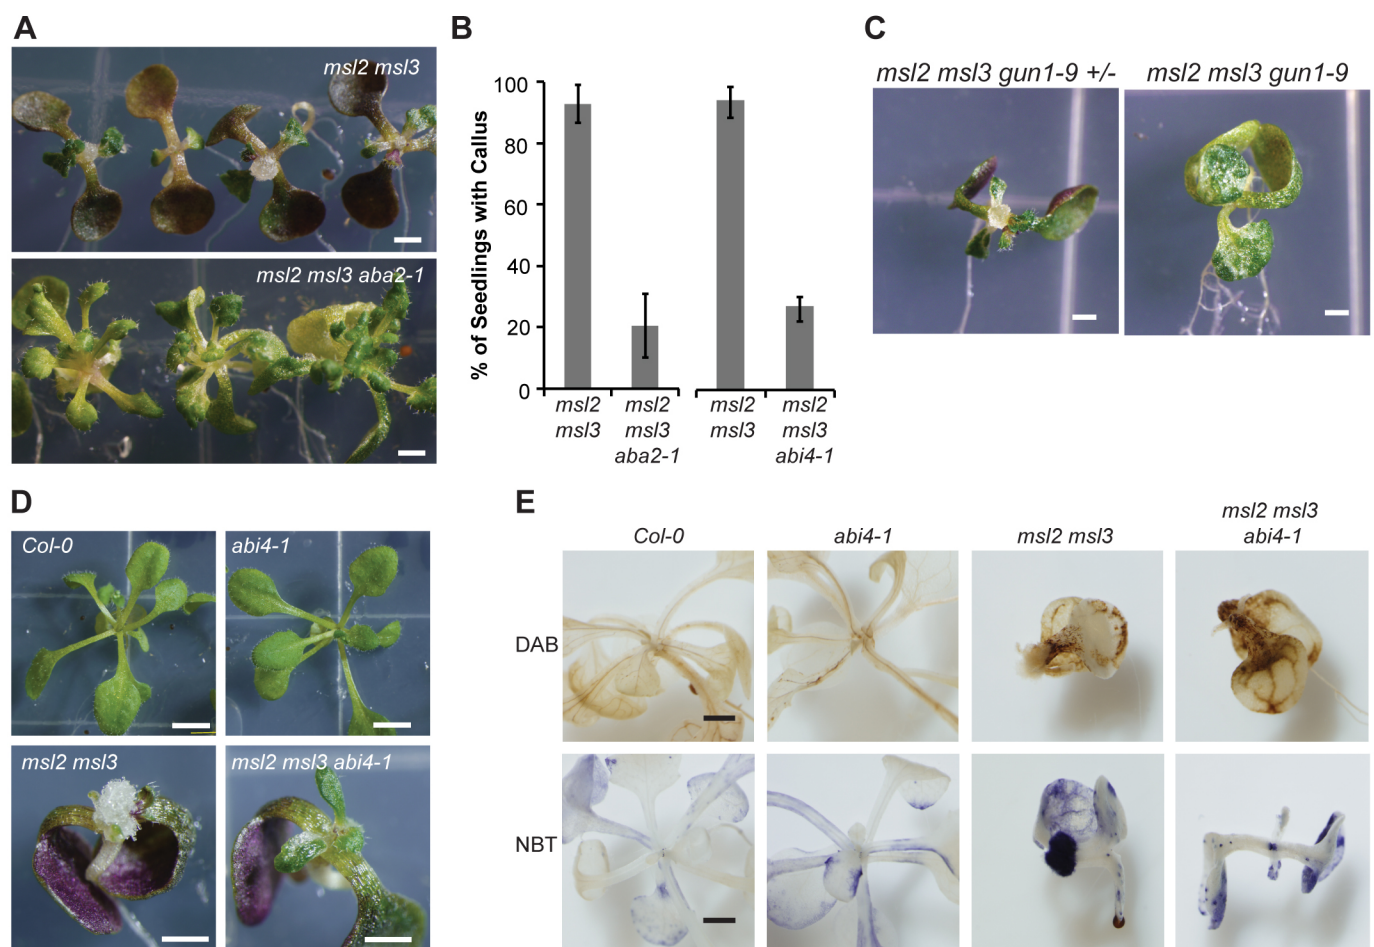 A
msl2 msl3
msl2 msl3 aba2-1
B
% of Seedlings with Callus
100
80
60
40
20
0
msl2
msl3
msl2
msl3
aba2-1
msl2
msl3
msl2
msl3
abi4-1
C
msl2 msl3 gun1-9 +/-
msl2 msl3 gun1-9
D
Col-0
abi4-1
msl2 msl3
msl2 msl3 abi4-1
E
Col-0
abi4-1
msl2 msl3
msl2 msl3
abi4-1
DAB
NBT